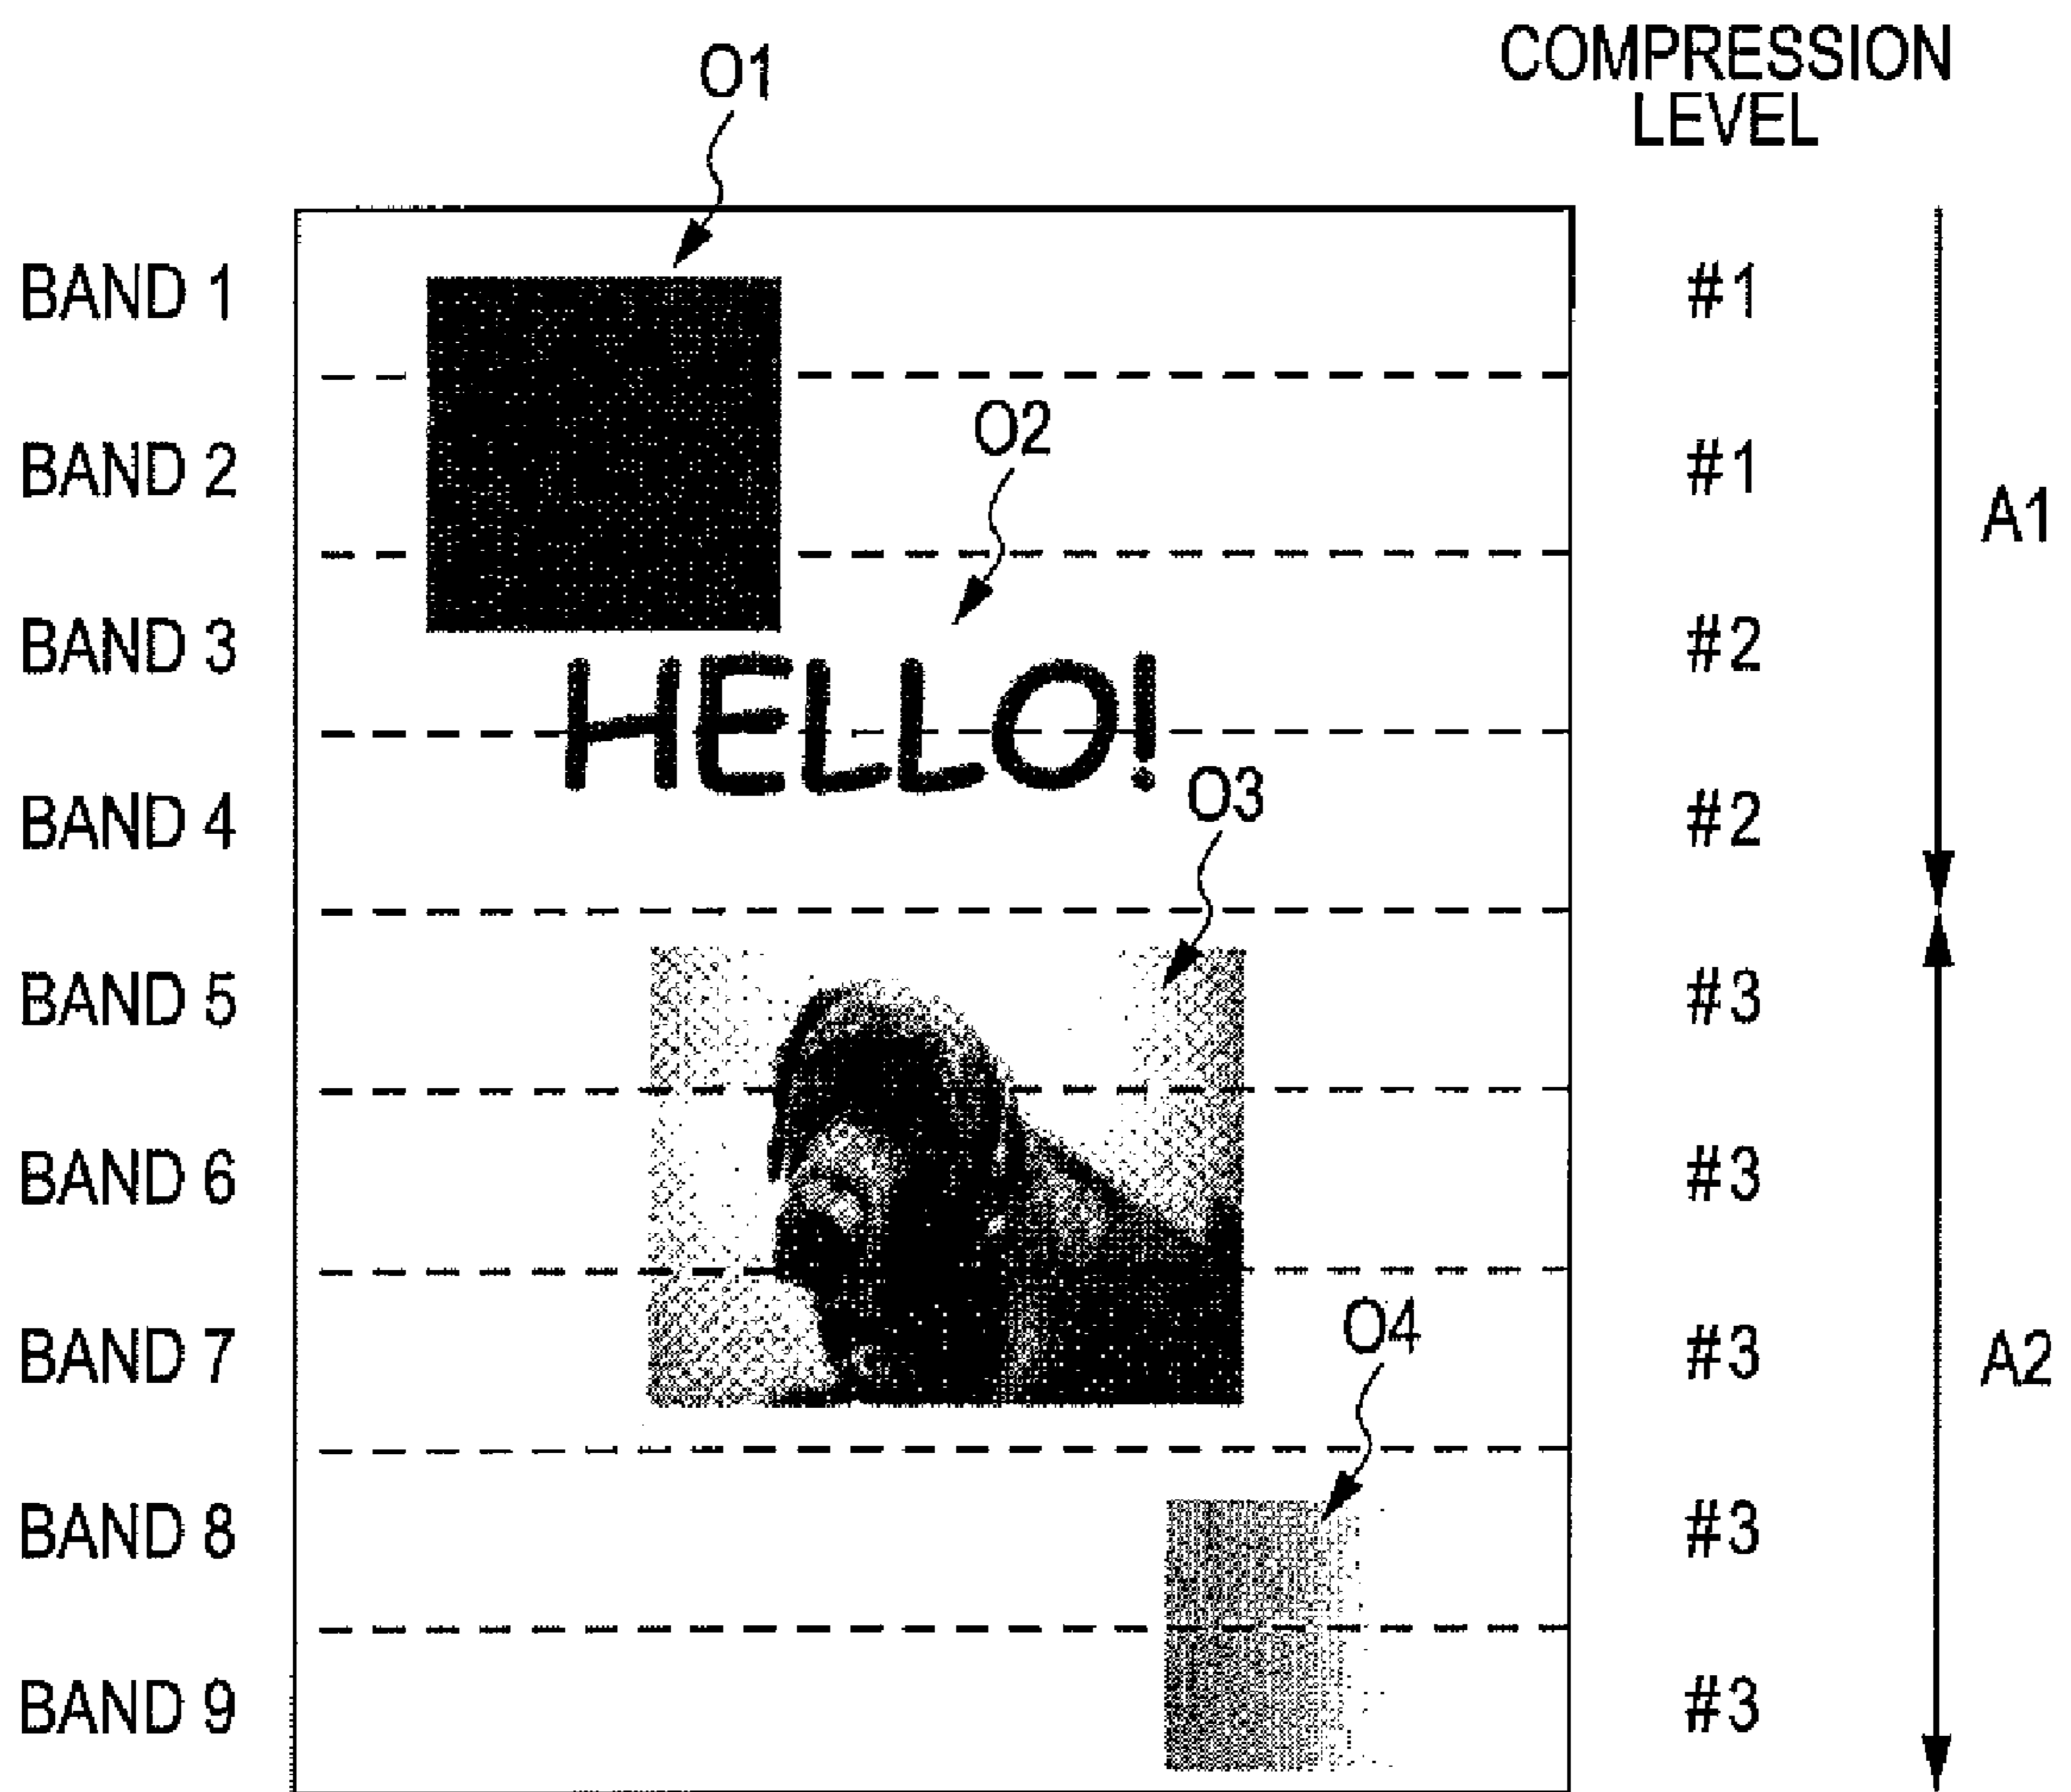 COMPRESSION
LEVEL
O1
BAND 1 #1
BAND 2 #1
A1
O2
BAND 3 #2
HELLO!
BAND 4 #2
O3
BAND 5 #3
BAND 6 #3
BAND 7 #3
A2
O4
BAND 8 #3
BAND 9 #3